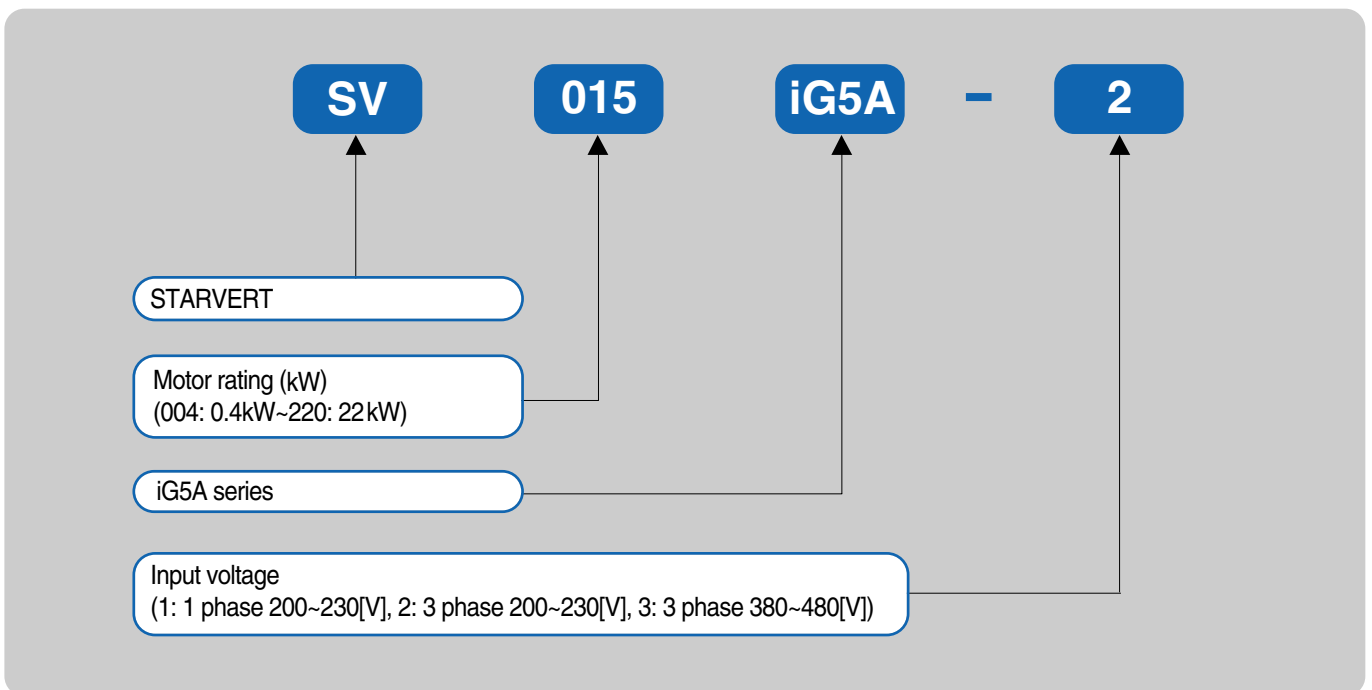 SV 015 iG5A - 2
STARVERT
Motor rating (kW)
(004: 0.4kW~220: 22kW)
iG5A series
Input voltage
(1: 1 phase 200~230[V], 2: 3 phase 200~230[V], 3: 3 phase 380~480[V])